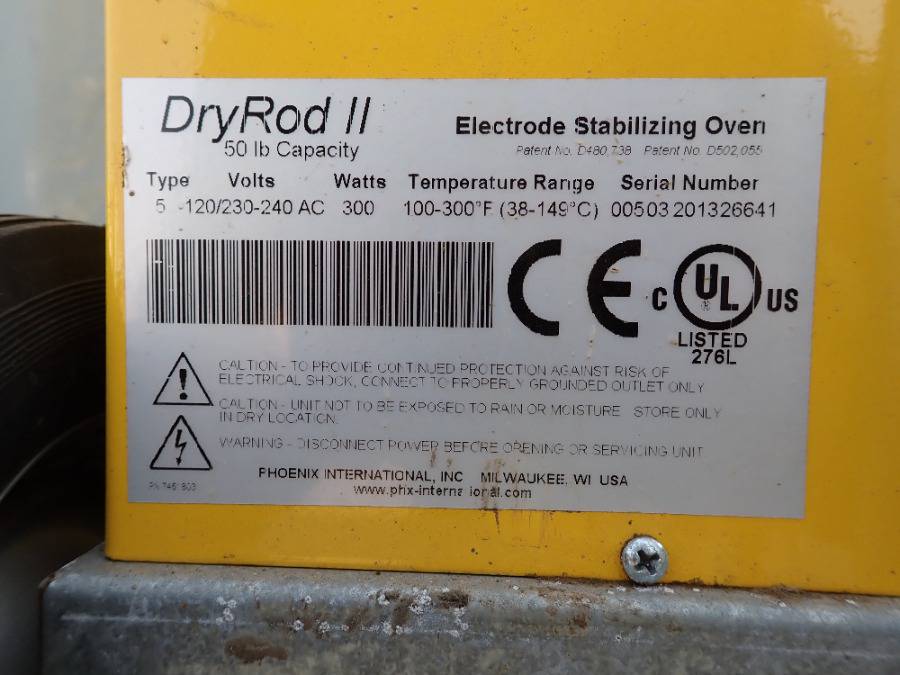 DryRod II
50 lb Capacity
Electrode Stabilizing Oven
Patent No. D480,738 Patent No. D502,055
Type Volts Watts Temperature Range Serial Number
5 -120/230-240 AC 300 100-300°F (38-149°C) 00503 201326641
CE
C UL US
®
LISTED
276L
CAUTION - TO PROVIDE CONTINUED PROTECTION AGAINST RISK OF
ELECTRICAL SHOCK, CONNECT TO PROPERLY GROUNDED OUTLET ONLY
CAUTION - UNIT NOT TO BE EXPOSED TO RAIN OR MOISTURE STORE ONLY
IN DRY LOCATION.
WARNING - DISCONNECT POWER BEFORE OPENING OR SERVICING UNIT
PHOENIX INTERNATIONAL, INC MILWAUKEE, WI USA
www.phx-international.com